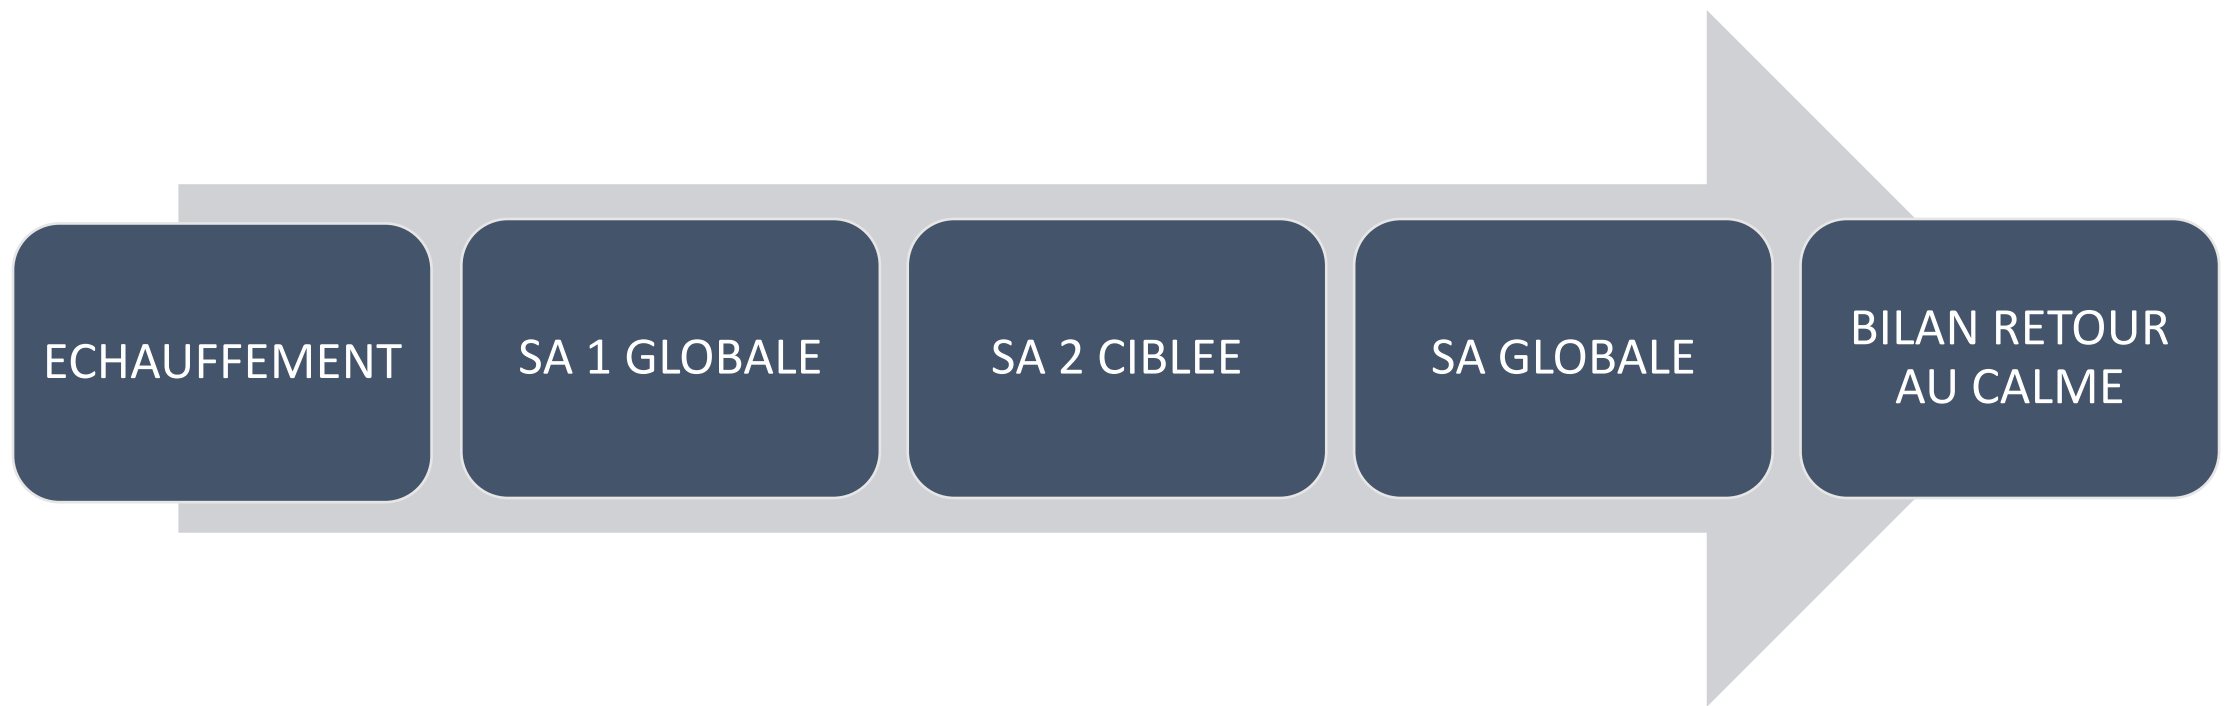 ECHAUFFEMENT
SA 1 GLOBALE
SA 2 CIBLEE
SA GLOBALE
BILAN RETOUR
AU CALME